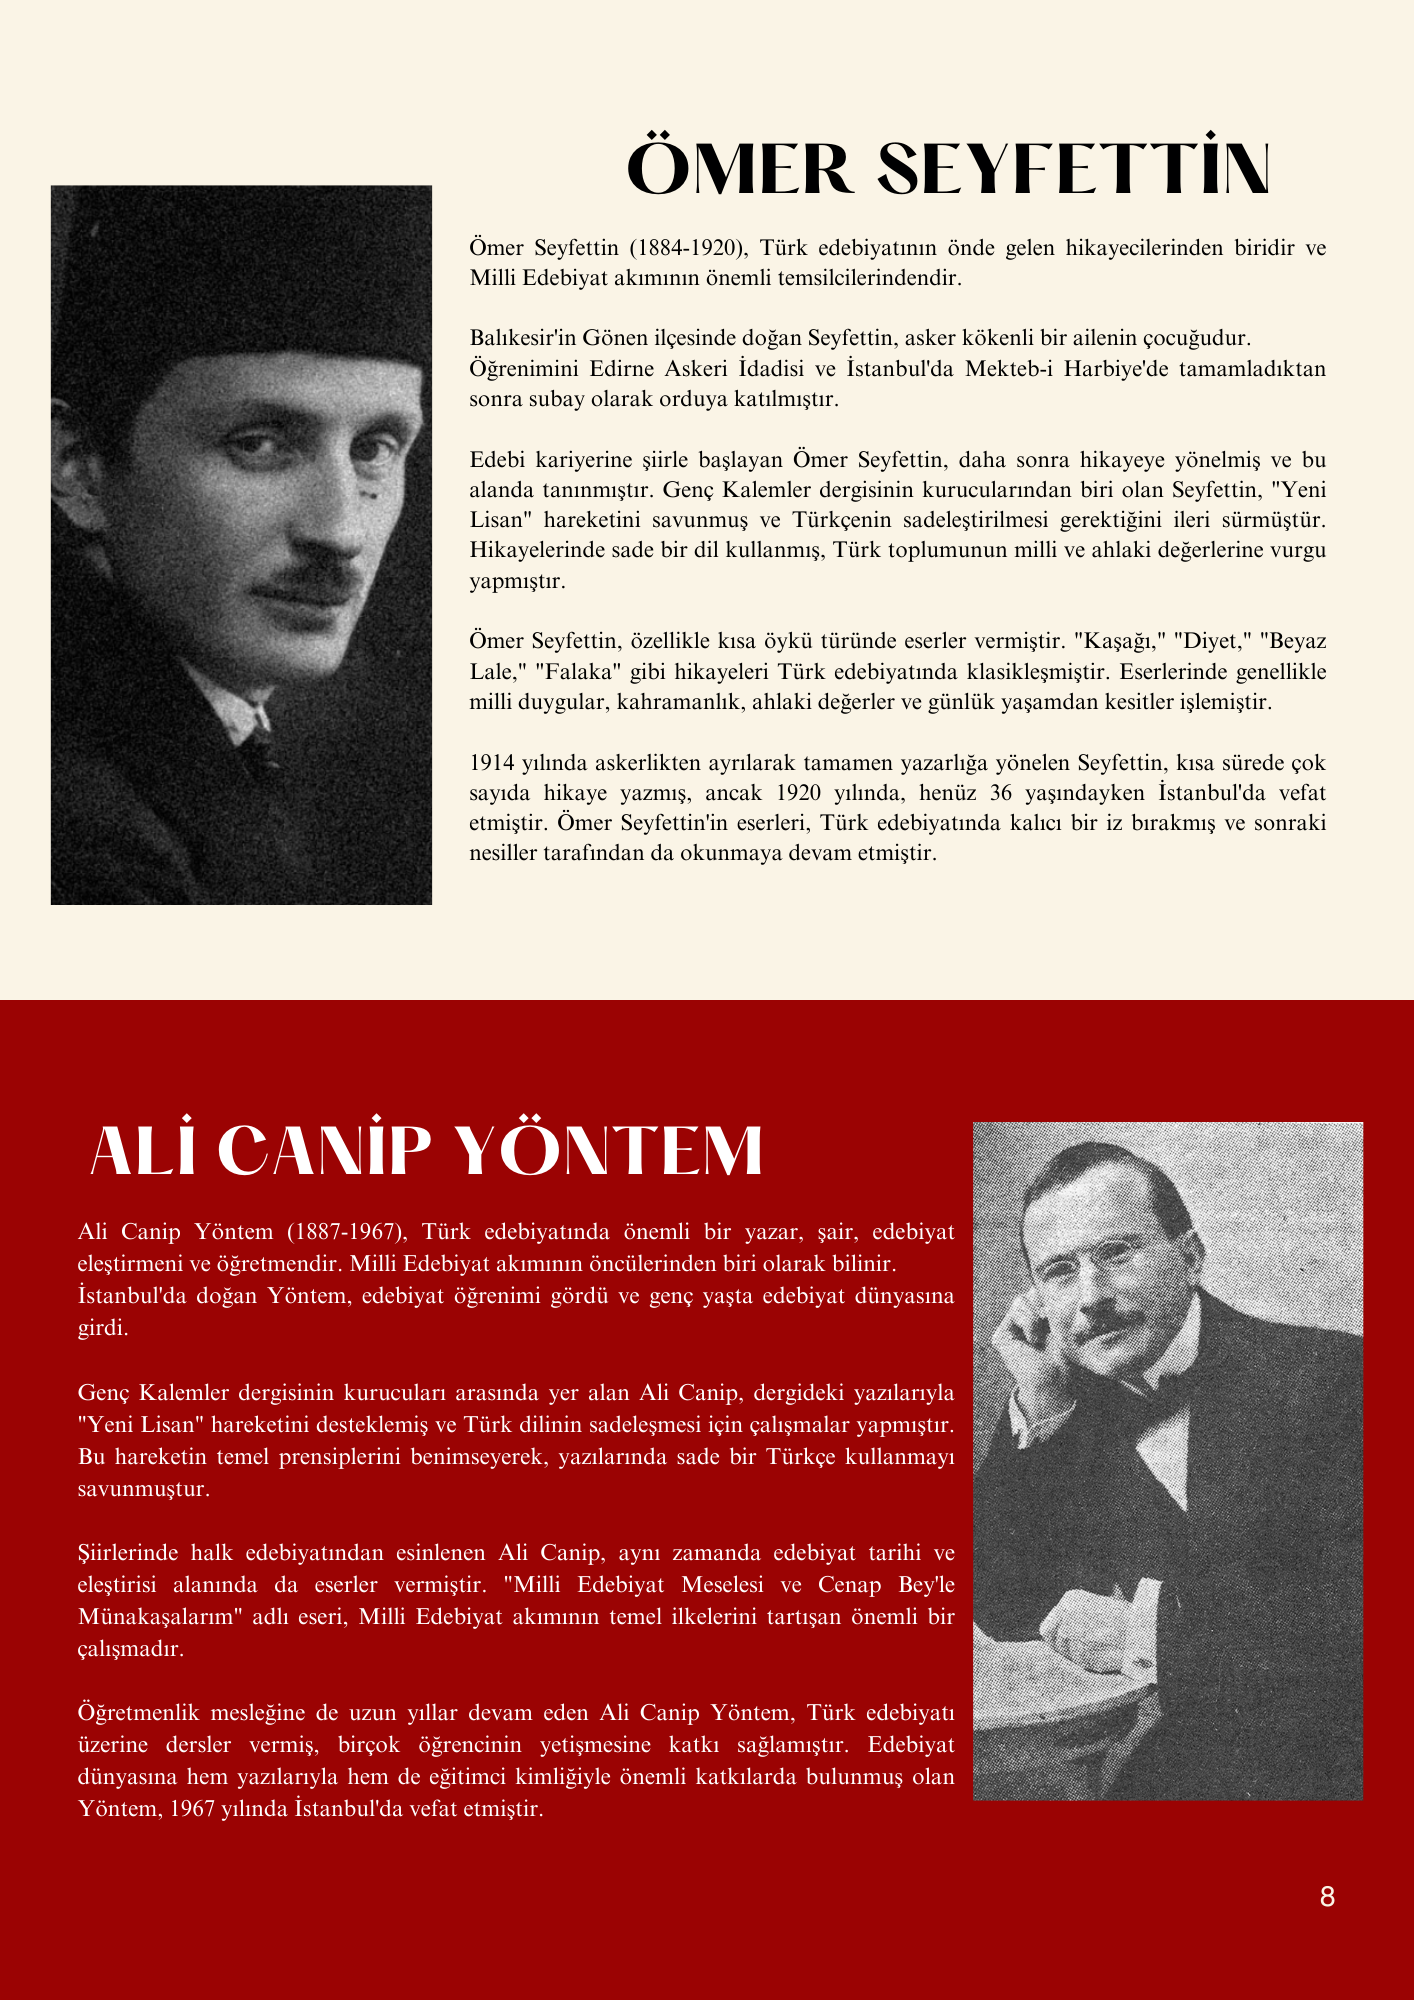 ÖMER SEYFETTİN
Ömer Seyfettin (1884-1920), Türk edebiyatının önde gelen hikayecilerinden biridir ve
Milli Edebiyat akımının önemli temsilcilerindendir.
Balıkesir'in Gönen ilçesinde doğan Seyfettin, asker kökenli bir ailenin çocuğudur.
Öğrenimini Edirne Askeri İdadisi ve İstanbul'da Mekteb-i Harbiye'de tamamladıktan
sonra subay olarak orduya katılmıştır.
Edebi kariyerine şiirle başlayan Ömer Seyfettin, daha sonra hikayeye yönelmiş ve bu
alanda tanınmıştır. Genç Kalemler dergisinin kurucularından biri olan Seyfettin, "Yeni
Lisan" hareketini savunmuş ve Türkçenin sadeleştirilmesi gerektiğini ileri sürmüştür.
Hikayelerinde sade bir dil kullanmış, Türk toplumunun milli ve ahlaki değerlerine vurgu
yapmıştır.
Ömer Seyfettin, özellikle kısa öykü türünde eserler vermiştir. "Kaşağı," "Diyet," "Beyaz
Lale," "Falaka" gibi hikayeleri Türk edebiyatında klasikleşmiştir. Eserlerinde genellikle
milli duygular, kahramanlık, ahlaki değerler ve günlük yaşamdan kesitler işlemiştir.
1914 yılında askerlikten ayrılarak tamamen yazarlığa yönelen Seyfettin, kısa sürede çok
sayıda hikaye yazmış, ancak 1920 yılında, henüz 36 yaşındayken İstanbul'da vefat
etmiştir. Ömer Seyfettin'in eserleri, Türk edebiyatında kalıcı bir iz bırakmış ve sonraki
nesiller tarafından da okunmaya devam etmiştir.
ALİ CANİP YÖNTEM
Ali Canip Yöntem (1887-1967), Türk edebiyatında önemli bir yazar, şair, edebiyat
eleştirmeni ve öğretmendir. Milli Edebiyat akımının öncülerinden biri olarak bilinir.
İstanbul'da doğan Yöntem, edebiyat öğrenimi gördü ve genç yaşta edebiyat dünyasına
girdi.
Genç Kalemler dergisinin kurucuları arasında yer alan Ali Canip, dergideki yazılarıyla
"Yeni Lisan" hareketini desteklemiş ve Türk dilinin sadeleşmesi için çalışmalar yapmıştır.
Bu hareketin temel prensiplerini benimseyerek, yazılarında sade bir Türkçe kullanmayı
savunmuştur.
Şiirlerinde halk edebiyatından esinlenen Ali Canip, aynı zamanda edebiyat tarihi ve
eleştirisi alanında da eserler vermiştir. "Milli Edebiyat Meselesi ve Cenap Bey'le
Münakaşalarım" adlı eseri, Milli Edebiyat akımının temel ilkelerini tartışan önemli bir
çalışmadır.
Öğretmenlik mesleğine de uzun yıllar devam eden Ali Canip Yöntem, Türk edebiyatı
üzerine dersler vermiş, birçok öğrencinin yetişmesine katkı sağlamıştır. Edebiyat
dünyasına hem yazılarıyla hem de eğitimci kimliğiyle önemli katkılarda bulunmuş olan
Yöntem, 1967 yılında İstanbul'da vefat etmiştir.
8